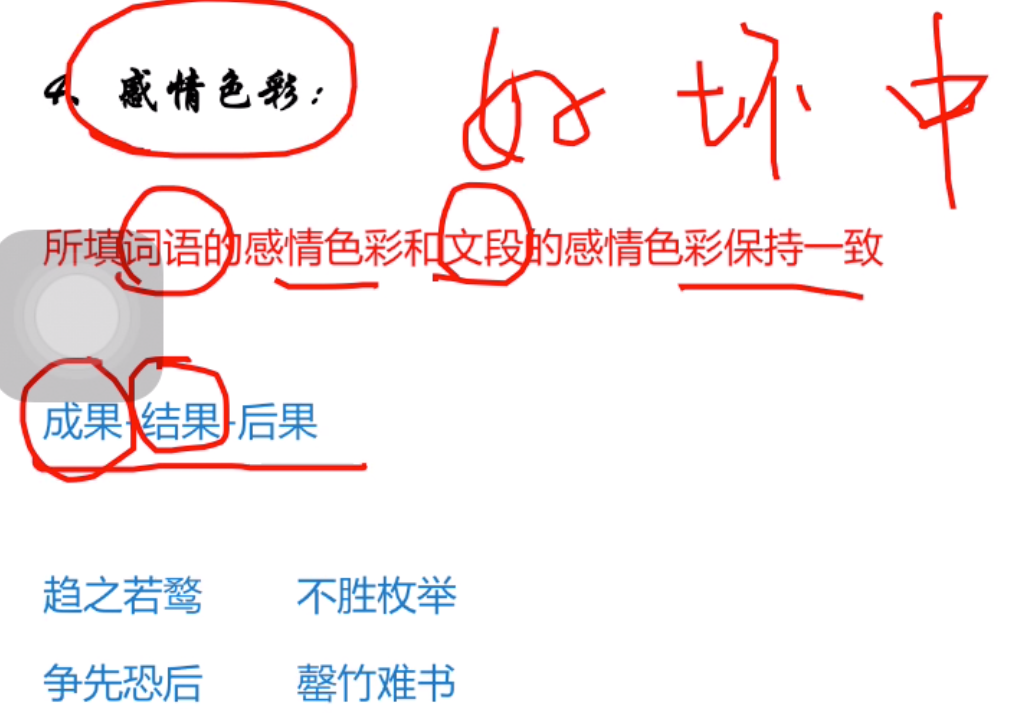 4、感情色彩：
好 坏 中
所填词语的感情色彩和文段的感情色彩保持一致
成果-结果-后果
趋之若鹜 不胜枚举
争先恐后 罄竹难书